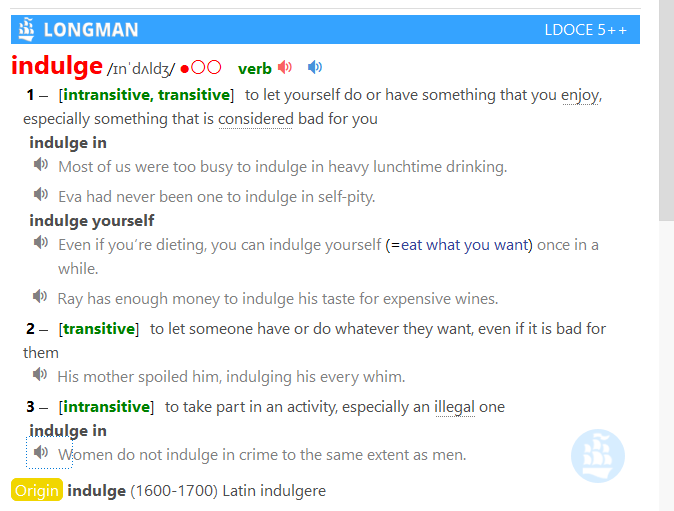 LONGMAN LDOCE 5++
indulge /ɪnˈdʌldʒ/ ●○○ verb
1 – [intransitive, transitive] to let yourself do or have something that you enjoy,
especially something that is considered bad for you
indulge in
Most of us were too busy to indulge in heavy lunchtime drinking.
Eva had never been one to indulge in self-pity.
indulge yourself
Even if you’re dieting, you can indulge yourself (=eat what you want) once in a
while.
Ray has enough money to indulge his taste for expensive wines.
2 – [transitive] to let someone have or do whatever they want, even if it is bad for
them
His mother spoiled him, indulging his every whim.
3 – [intransitive] to take part in an activity, especially an illegal one
indulge in
Women do not indulge in crime to the same extent as men.
Origin indulge (1600-1700) Latin indulgere